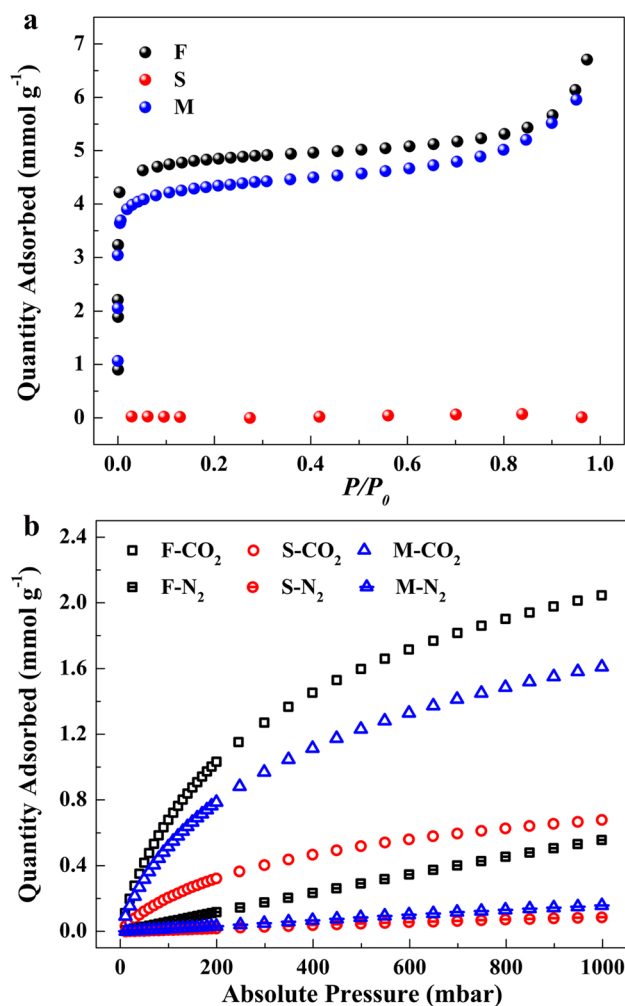 a
7
6
5
4
3
2
1
0
Quantity Adsorbed (mmol g⁻¹)
F
S
M
0.0 0.2 0.4 0.6 0.8 1.0
P/P₀
b
2.4
2.0
1.6
1.2
0.8
0.4
0.0
Quantity Adsorbed (mmol g⁻¹)
F-CO₂ S-CO₂ M-CO₂
F-N₂ S-N₂ M-N₂
0 200 400 600 800 1000
Absolute Pressure (mbar)